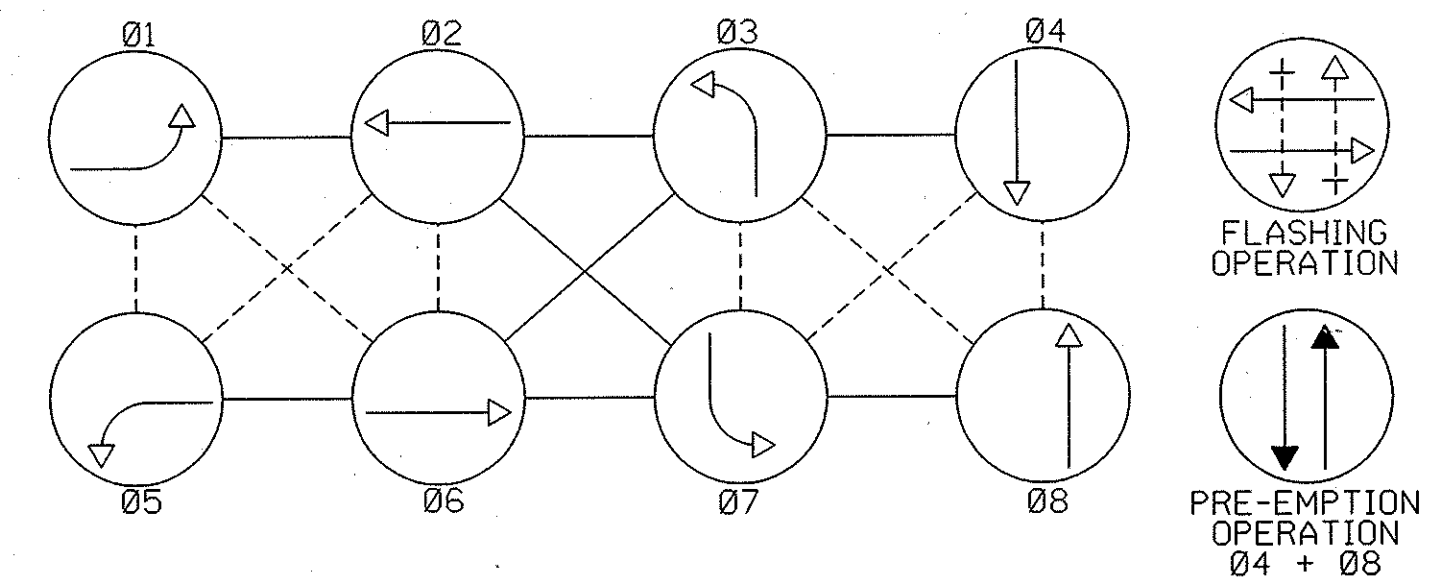 Ø1
Ø2
Ø3
Ø4
FLASHING
OPERATION
Ø5
Ø6
Ø7
Ø8
PRE-EMPTION
OPERATION
Ø4 + Ø8